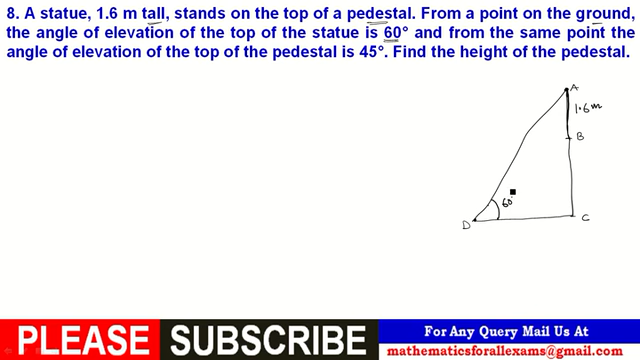 8. A statue, 1.6 m tall, stands on the top of a pedestal. From a point on the ground,
the angle of elevation of the top of the statue is 60° and from the same point the
angle of elevation of the top of the pedestal is 45°. Find the height of the pedestal.
A
1.6 m
B
60°
D
C
PLEASE SUBSCRIBE
For Any Query Mail Us At
mathematicsforallexams@gmail.com